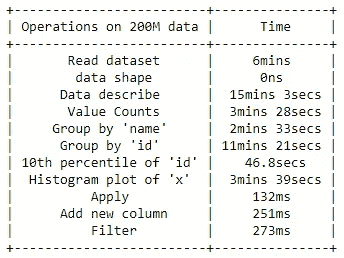 +-------------------------+---------------+
| Operations on 200M data | Time |
+-------------------------+---------------+
| Read dataset | 6mins |
| data shape | 0ns |
| Data describe | 15mins 3secs |
| Value Counts | 3mins 28secs |
| Group by 'name' | 2mins 33secs |
| Group by 'id' | 11mins 21secs |
| 10th percentile of 'id' | 46.8secs |
| Histogram plot of 'x' | 3mins 39secs |
| Apply | 132ms |
| Add new column | 251ms |
| Filter | 273ms |
+-------------------------+---------------+